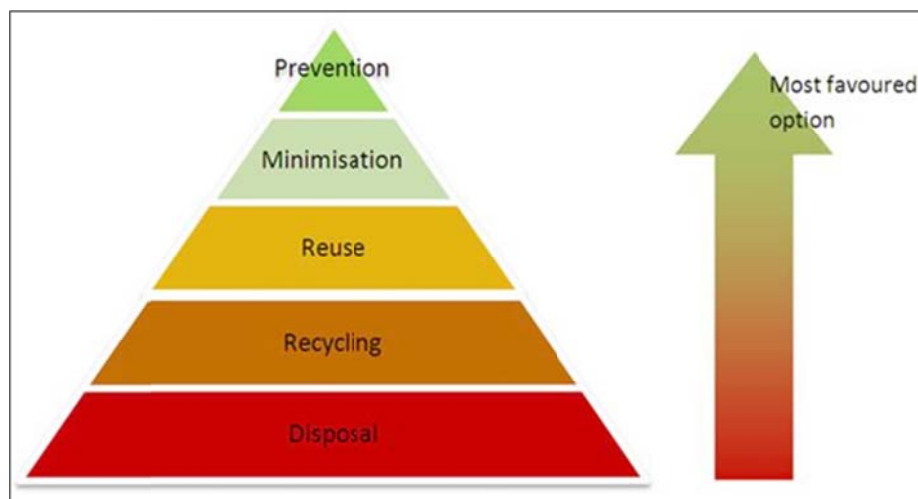 Prevention
Minimisation
Reuse
Recycling
Disposal
Most favoured
option